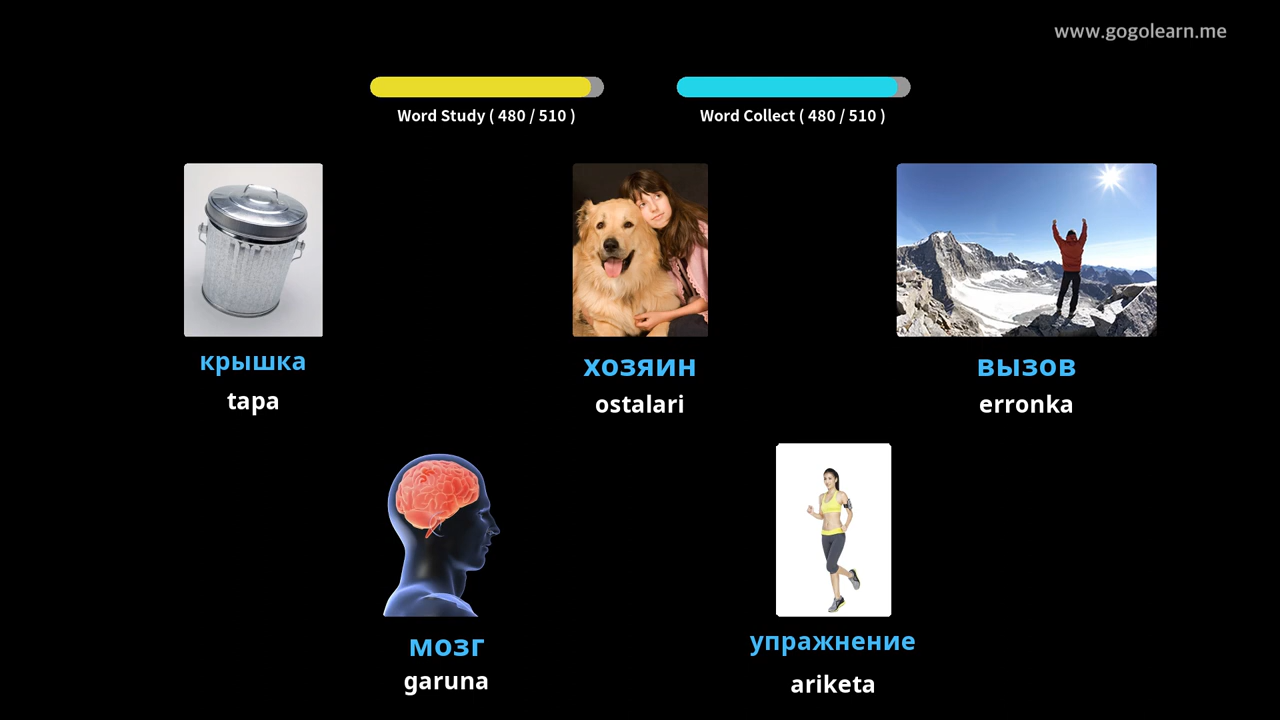 www.gogolearn.me
Word Study ( 480 / 510 )
Word Collect ( 480 / 510 )
крышка
tapa
хозяин
ostalari
вызов
erronka
мозг
garuna
упражнение
ariketa